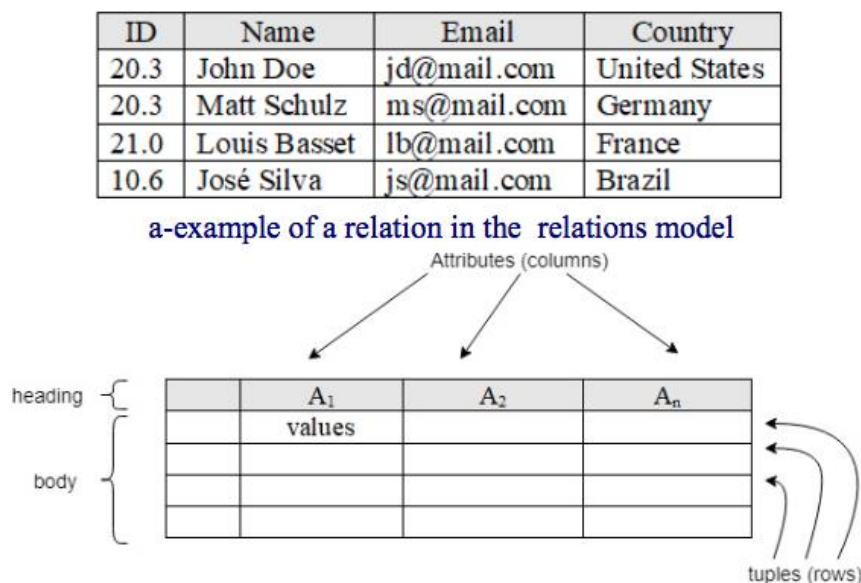 ID Name Email Country
20.3 John Doe jd@mail.com United States
20.3 Matt Schulz ms@mail.com Germany
21.0 Louis Basset lb@mail.com France
10.6 José Silva js@mail.com Brazil
a-example of a relation in the relations model
Attributes (columns)
heading A₁ A₂ Aₙ
values
body
tuples (rows)